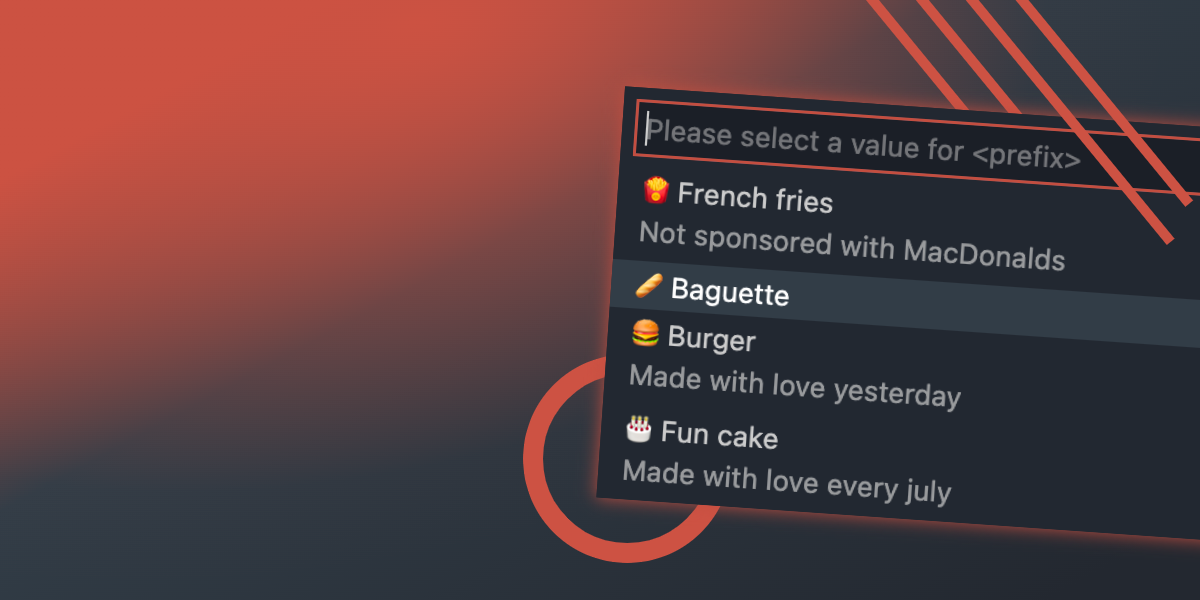 Please select a value for <prefix>
🍟 French fries
Not sponsored with MacDonalds
🥖 Baguette
🍔 Burger
Made with love yesterday
🎂 Fun cake
Made with love every july